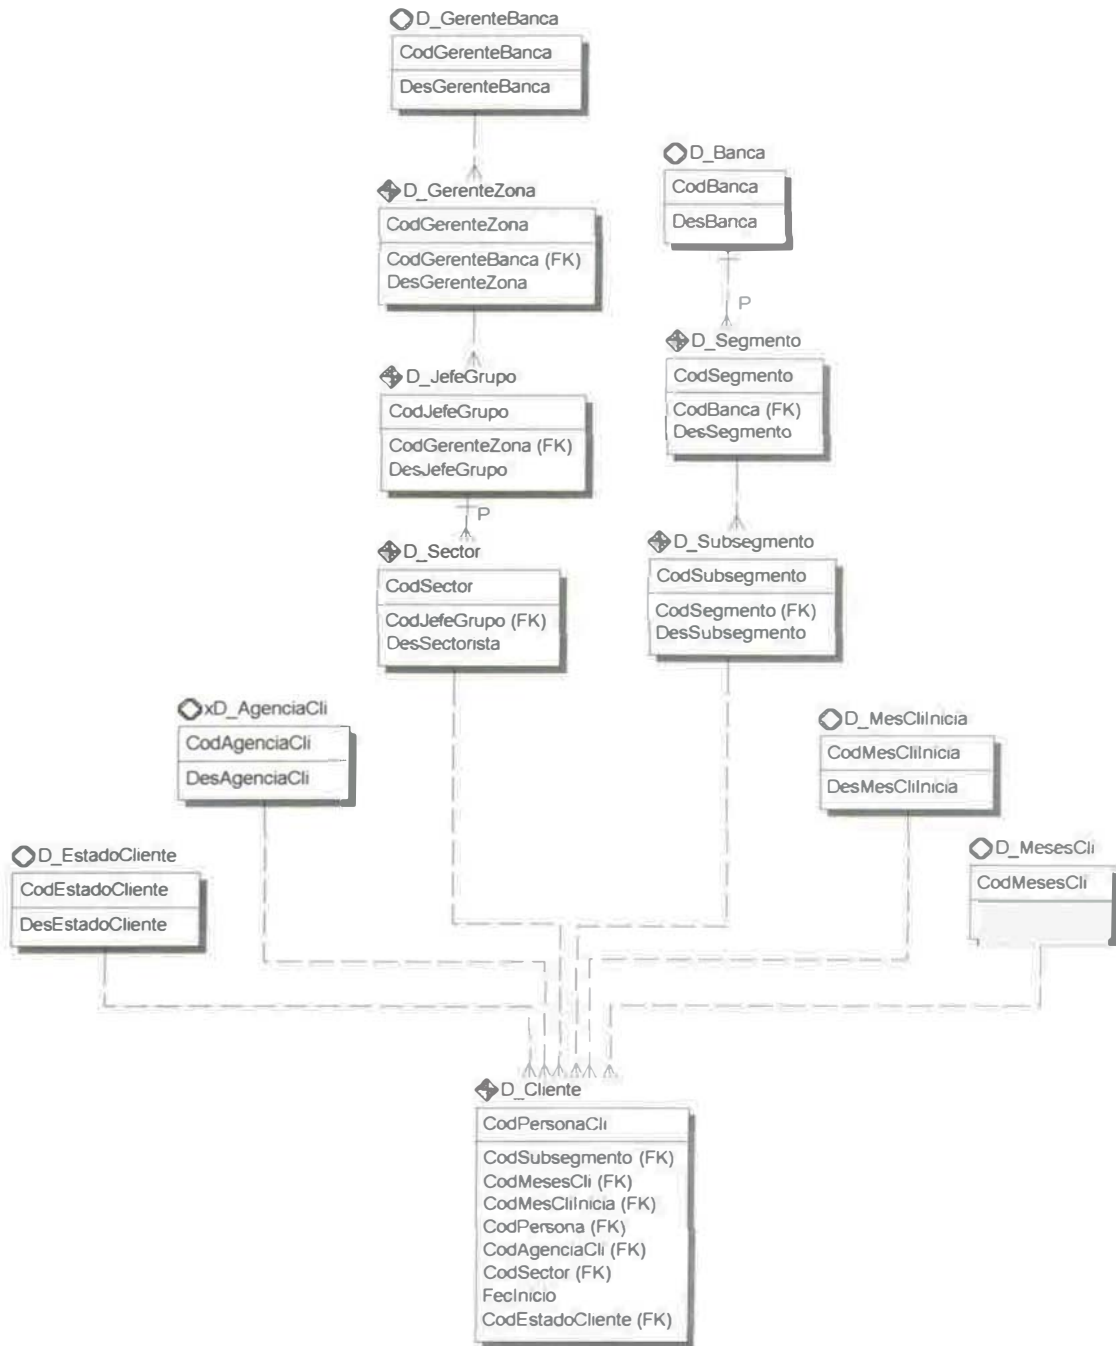 D_GerenteBanca
CodGerenteBanca
DesGerenteBanca
D_Banca
CodBanca
DesBanca
P
D_GerenteZona
CodGerenteZona
CodGerenteBanca (FK)
DesGerenteZona
D_Segmento
CodSegmento
CodBanca (FK)
DesSegmento
D_JefeGrupo
CodJefeGrupo
CodGerenteZona (FK)
DesJefeGrupo
P
D_Sector
CodSector
CodJefeGrupo (FK)
DesSectorista
D_Subsegmento
CodSubsegmento
CodSegmento (FK)
DesSubsegmento
xD_AgenciaCli
CodAgenciaCli
DesAgenciaCli
D_MesCliInicia
CodMesCliInicia
DesMesCliInicia
D_EstadoCliente
CodEstadoCliente
DesEstadoCliente
D_MesesCli
CodMesesCli
D_Cliente
CodPersonaCli
CodSubsegmento (FK)
CodMesesCli (FK)
CodMesCliInicia (FK)
CodPersona (FK)
CodAgenciaCli (FK)
CodSector (FK)
FecInicio
CodEstadoCliente (FK)